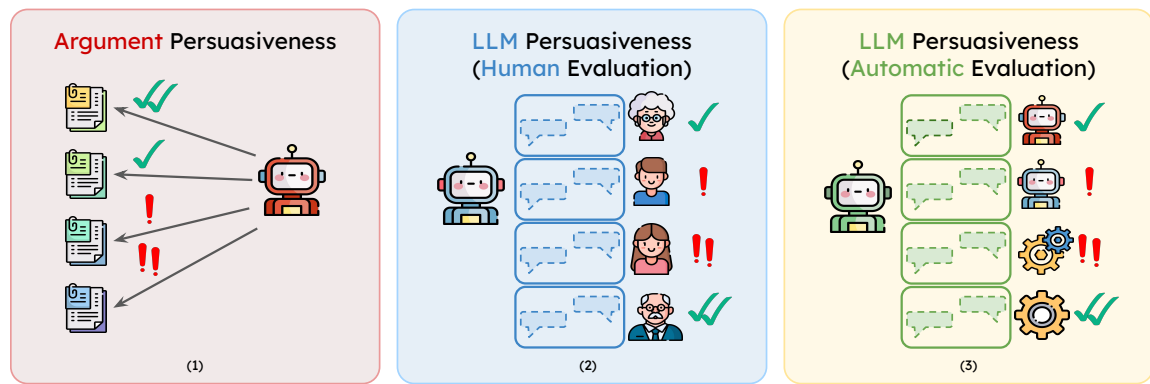 Argument Persuasiveness
(1)
LLM Persuasiveness
(Human Evaluation)
(2)
LLM Persuasiveness
(Automatic Evaluation)
(3)